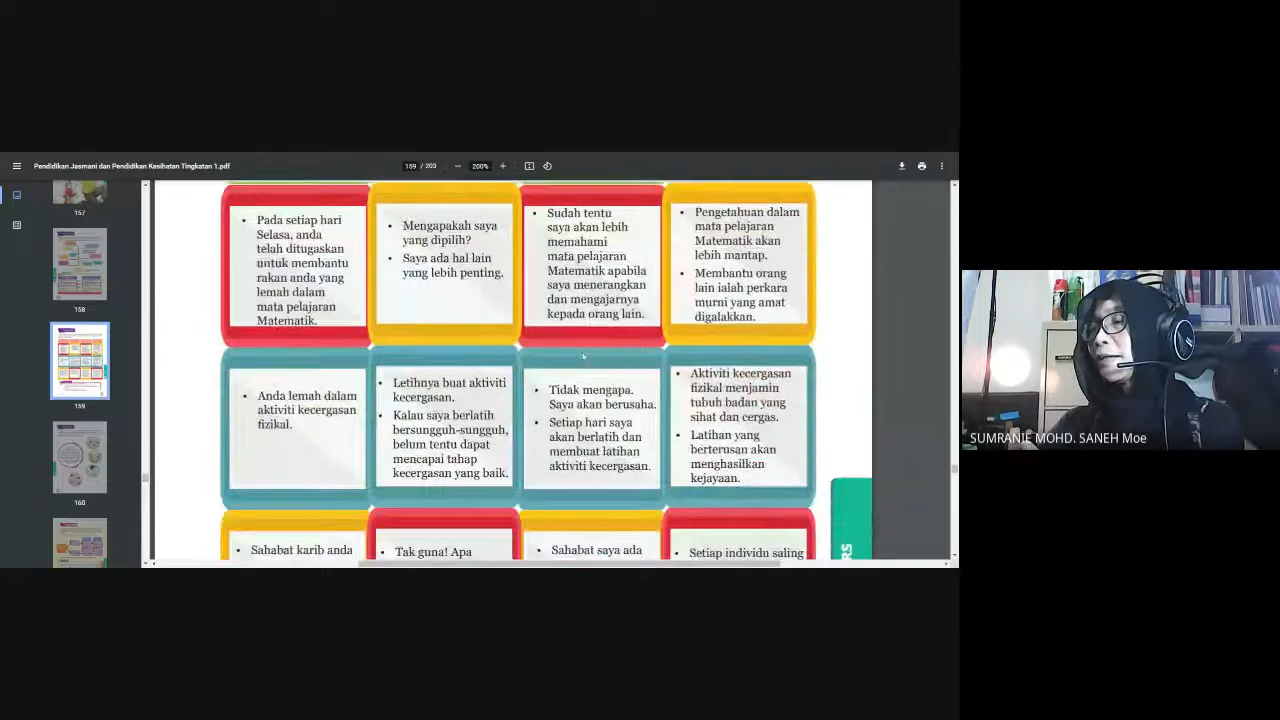 Pendidikan Jasmani dan Pendidikan Kesihatan Tingkatan 1.pdf
159 / 203
200%
157
158
159
160
Pada setiap hari
Selasa, anda
telah ditugaskan
untuk membantu
rakan anda yang
lemah dalam
mata pelajaran
Matematik.
Mengapakah saya
yang dipilih?
Saya ada hal lain
yang lebih penting.
Sudah tentu
saya akan lebih
memahami
mata pelajaran
Matematik apabila
saya menerangkan
dan mengajarnya
kepada orang lain.
Pengetahuan dalam
mata pelajaran
Matematik akan
lebih mantap.
Membantu orang
lain ialah perkara
murni yang amat
digalakkan.
Anda lemah dalam
aktiviti kecergasan
fizikal.
Letihnya buat aktiviti
kecergasan.
Kalau saya berlatih
bersungguh-sungguh,
belum tentu dapat
mencapai tahap
kecergasan yang baik.
Tidak mengapa.
Saya akan berusaha.
Setiap hari saya
akan berlatih dan
membuat latihan
aktiviti kecergasan.
Aktiviti kecergasan
fizikal menjamin
tubuh badan yang
sihat dan cergas.
Latihan yang
berterusan akan
menghasilkan
kejayaan.
Sahabat karib anda
Tak guna! Apa
Sahabat saya ada
Setiap individu saling
RS
SUMRANIE MOHD. SANEH Moe